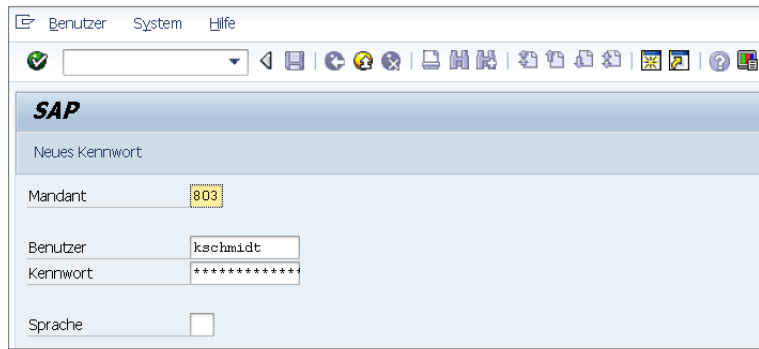 Benutzer System Hilfe
SAP
Neues Kennwort
Mandant 803
Benutzer kschmidt
Kennwort *************
Sprache